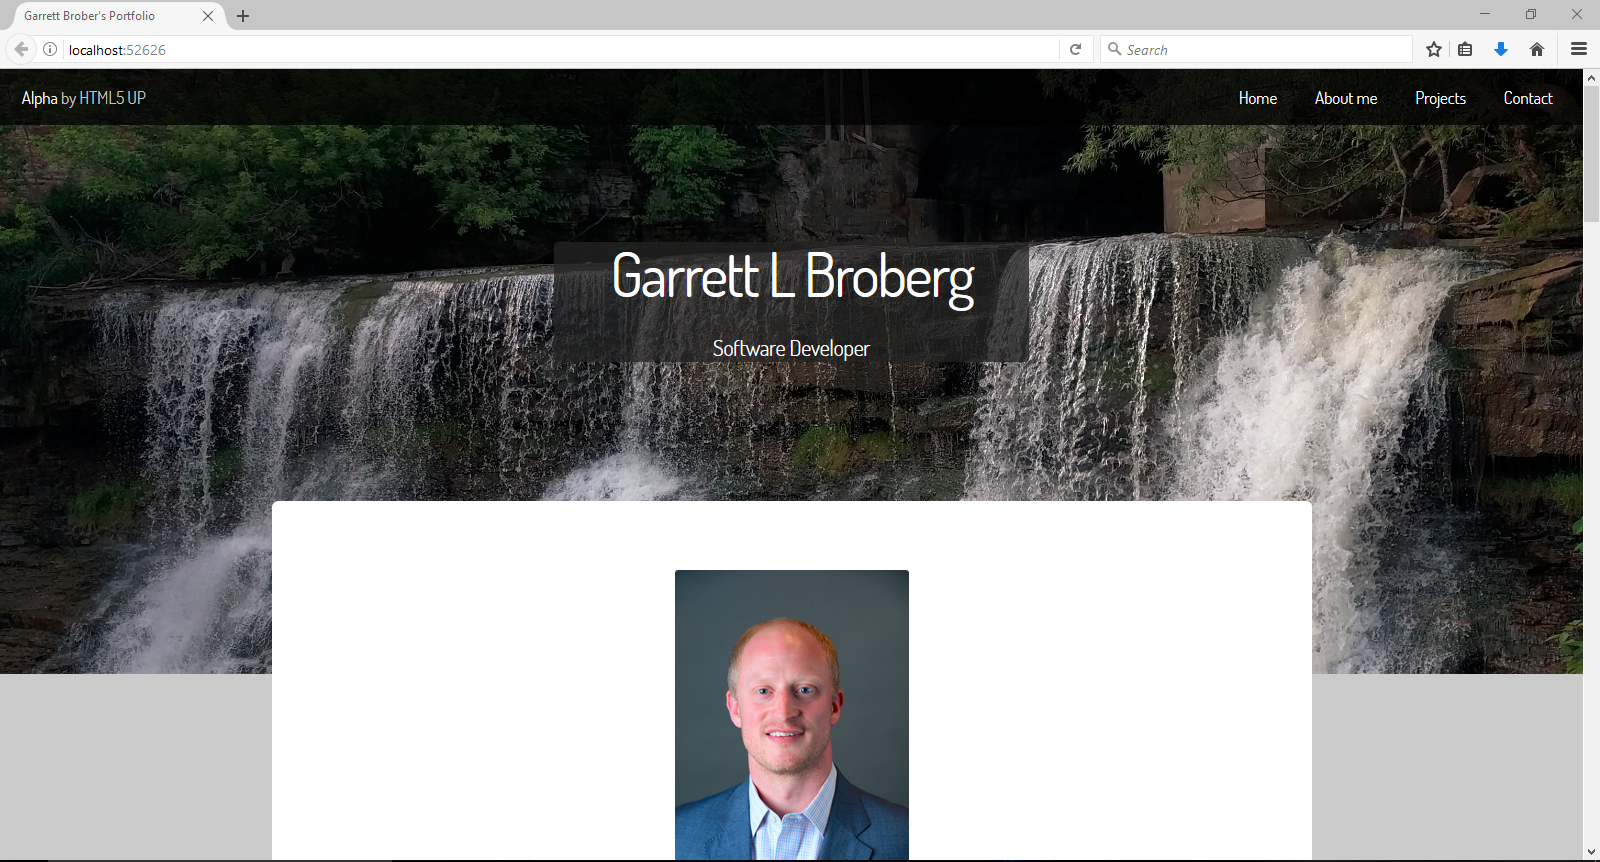 Garrett Brober's Portfolio
localhost:52626
Search
Alpha by HTML5 UP
Home About me Projects Contact
Garrett L Broberg
Software Developer